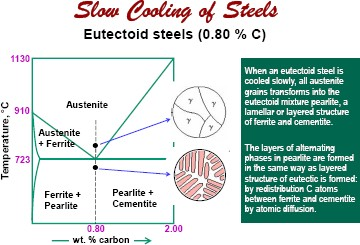 Slow Cooling of Steels
Eutectoid steels (0.80 % C)
1130
910
723
Temperature, °C
Austenite
Austenite
+ Ferrite
Ferrite +
Pearlite
Pearlite +
Cementite
γ
γ
γ
γ
0.80
2.00
← wt. % carbon →
When an eutectoid steel is
cooled slowly, all austenite
grains transforms into the
eutectoid mixture pearlite, a
lamellar or layered structure
of ferrite and cementite.
The layers of alternating
phases in pearlite are formed
in the same way as layered
structure of eutectic is formed:
by redistribution C atoms
between ferrite and cementite
by atomic diffusion.